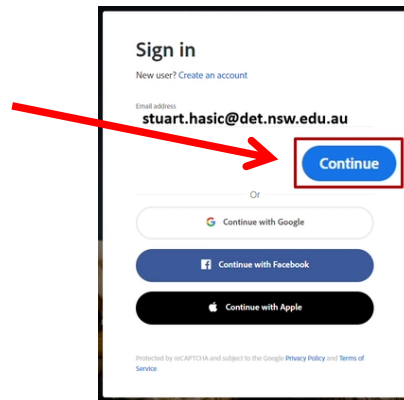 Sign in
New user? Create an account
Email address
stuart.hasic@det.nsw.edu.au
Continue
Or
Continue with Google
Continue with Facebook
Continue with Apple
Protected by reCAPTCHA and subject to the Google Privacy Policy and Terms of
Service.